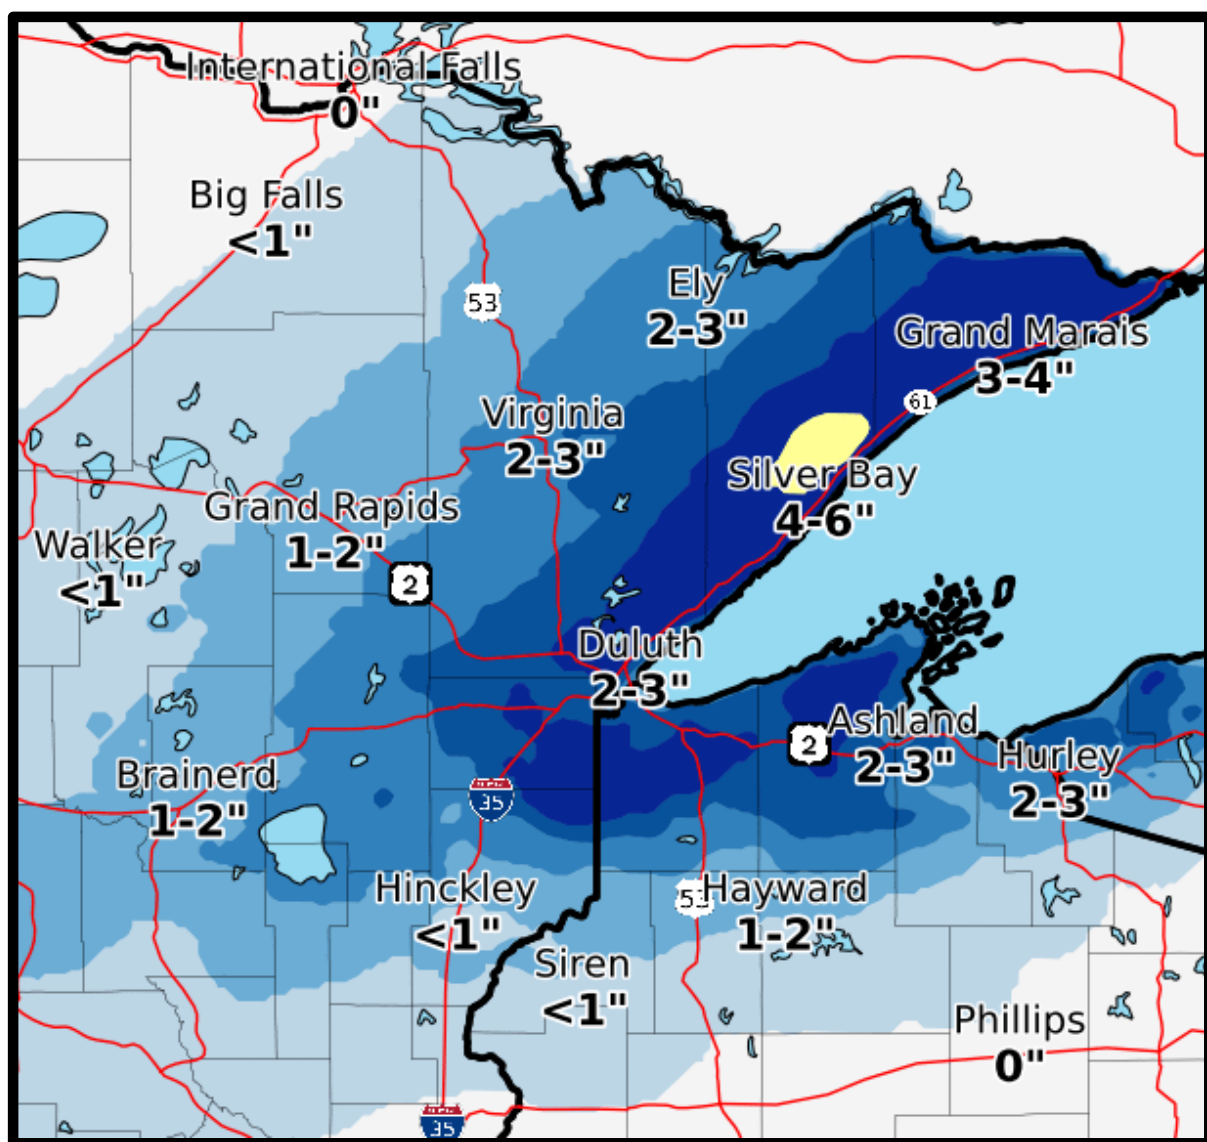 International Falls
0"
Big Falls
<1"
53
Ely
2-3"
Grand Marais
3-4"
61
Virginia
2-3"
Silver Bay
4-6"
Grand Rapids
1-2"
Walker
<1"
2
Duluth
2-3"
Ashland
2-3"
2
Hurley
2-3"
Brainerd
1-2"
35
Hinckley
<1"
53
Hayward
1-2"
Siren
<1"
Phillips
0"
35